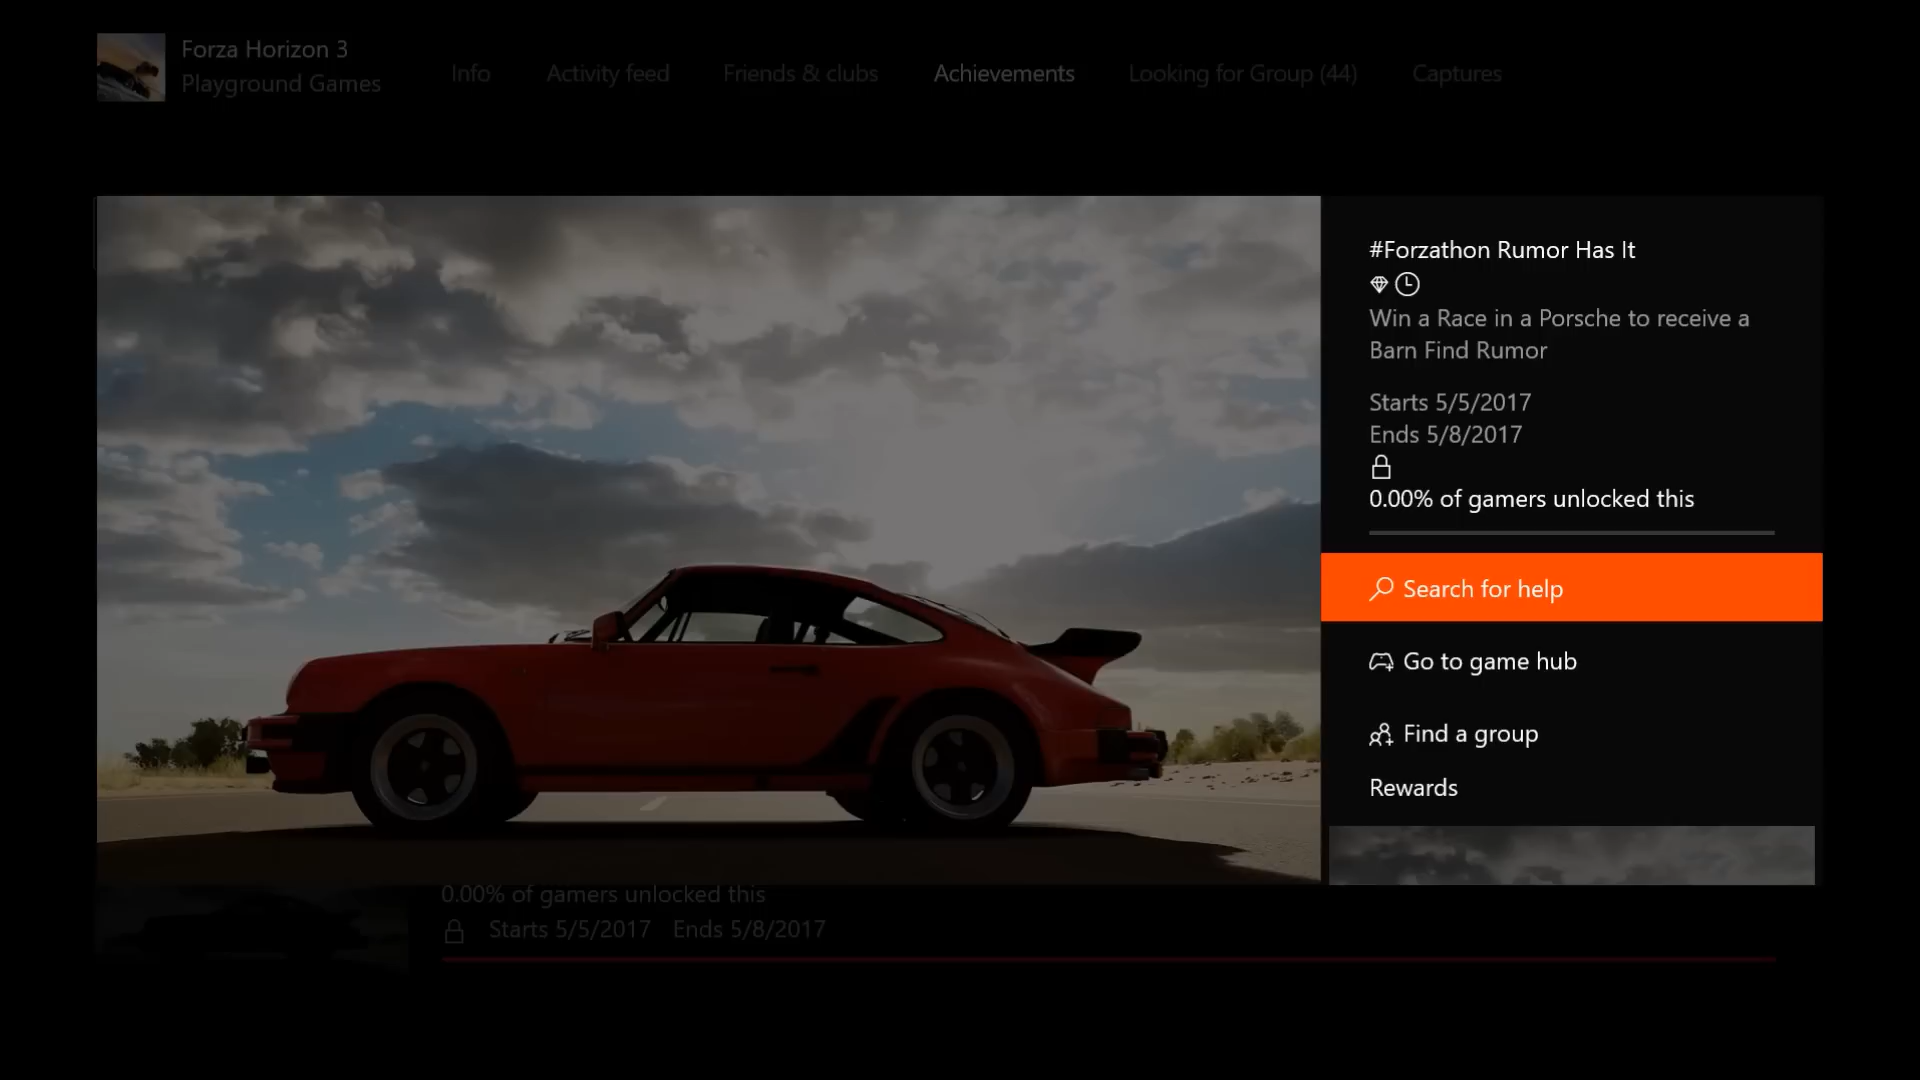 Forza Horizon 3
Playground Games
Info
Activity feed
Friends & clubs
Achievements
Looking for Group (44)
Captures
#Forzathon Rumor Has It
Win a Race in a Porsche to receive a
Barn Find Rumor
Starts 5/5/2017
Ends 5/8/2017
0.00% of gamers unlocked this
Search for help
Go to game hub
Find a group
Rewards
0.00% of gamers unlocked this
Starts 5/5/2017 Ends 5/8/2017